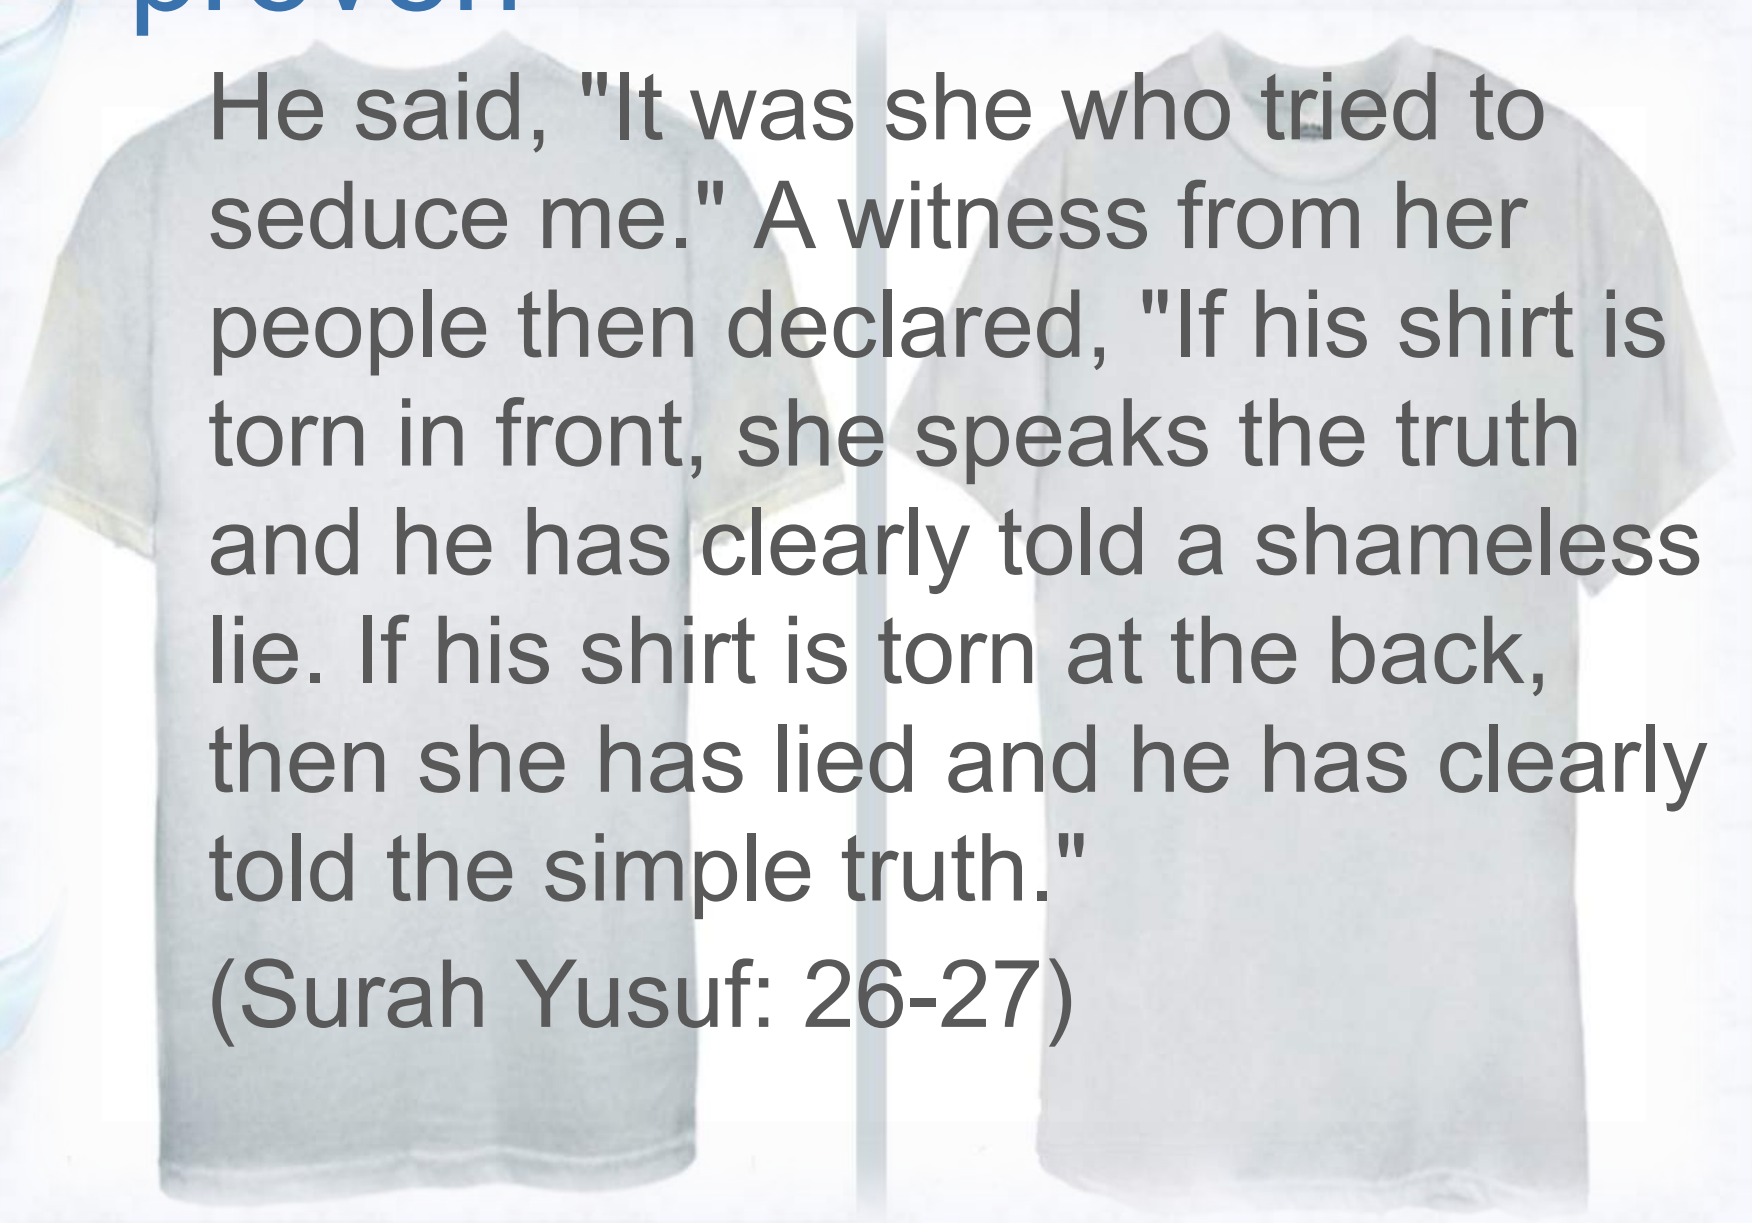 proven
He said, "It was she who tried to
seduce me." A witness from her
people then declared, "If his shirt is
torn in front, she speaks the truth
and he has clearly told a shameless
lie. If his shirt is torn at the back,
then she has lied and he has clearly
told the simple truth."
(Surah Yusuf: 26-27)